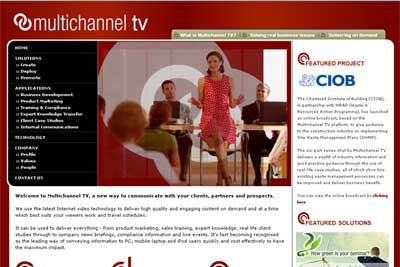 multichannel tv
What is Multichannel TV?
Solving real business issues
Delivering on demand
HOME
SOLUTIONS
Create
Deploy
Promote
APPLICATIONS
Business Development
Product Marketing
Training & Compliance
Expert Knowledge Transfer
Client Case Studies
Internal Communications
TECHNOLOGY
COMPANY
Profile
Values
People
CONTACT US
Welcome to Multichannel TV, a new way to communicate with your clients, partners and prospects.
We use the latest Internet video technology to deliver high quality and engaging content on demand and at a time
which best suits your viewers work and travel schedules.
It can be used to deliver everything - from product marketing, sales training, expert knowledge, real life client
studies through to company news briefings, compliance information and live events. It's fast becoming recognised
as the leading way of conveying information to PC, mobile laptop and iPod users quickly and cost effectively to have
the maximum impact.
FEATURED PROJECT
CIOB
The Chartered Institute of Building (CIOB),
in partnership with WRAP (Waste &
Resources Action Programme), has launched
an online broadcast, based on the
Multichannel TV platform, to give guidance
to the construction industry on implementing
Site Waste Management Plans (SWMP).
The six-part series shot by Multichannel TV
delivers a wealth of industry information and
good practice guidance through the use of
real-life case studies, all of which show how
existing waste management processes can
be improved and deliver business benefit.
You can view the online broadcast by clicking
here
FEATURED SOLUTIONS
How green is your seminar?